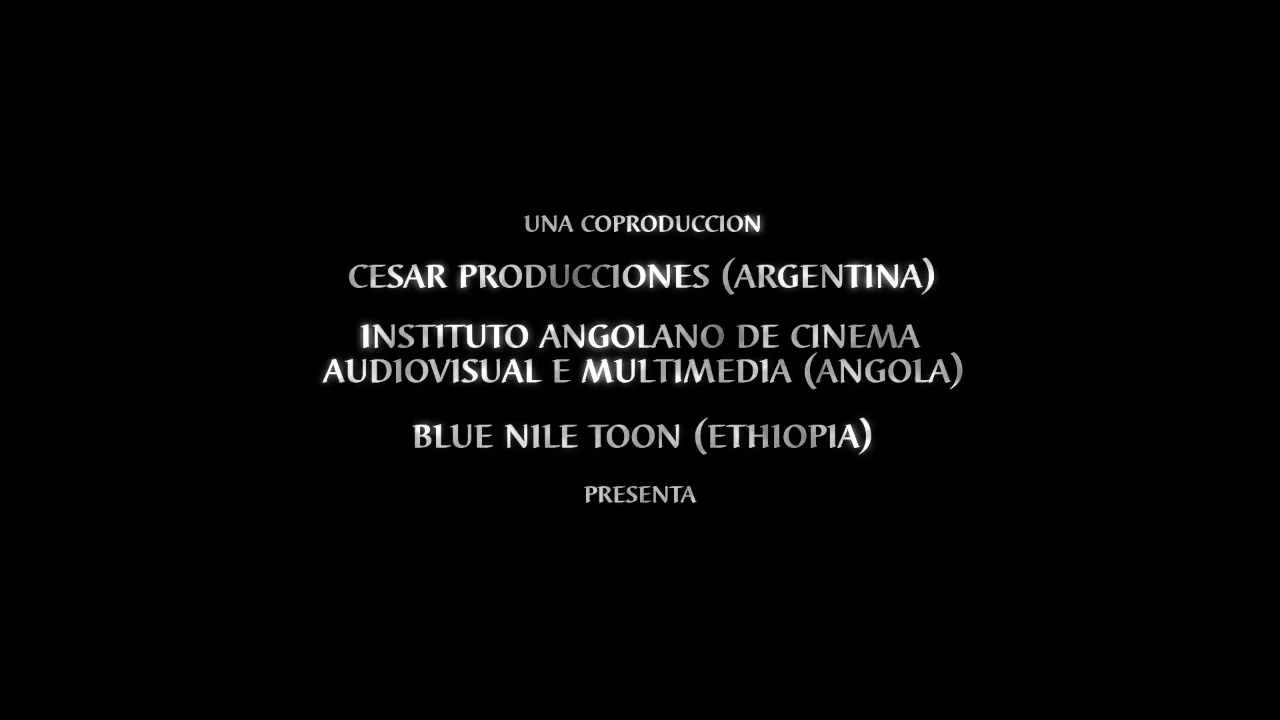 UNA COPRODUCCION
CESAR PRODUCCIONES (ARGENTINA)
INSTITUTO ANGOLANO DE CINEMA
AUDIOVISUAL E MULTIMEDIA (ANGOLA)
BLUE NILE TOON (ETHIOPIA)
PRESENTA